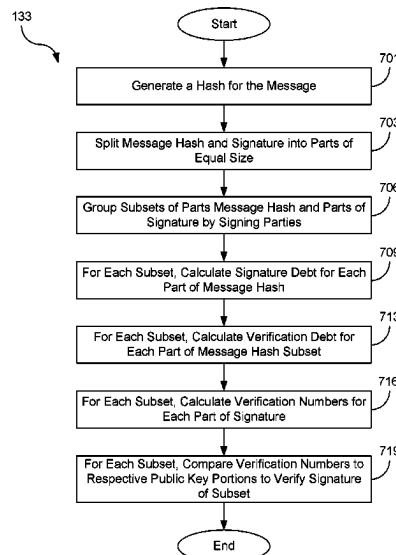 133
Start
701
Generate a Hash for the Message
703
Split Message Hash and Signature into Parts of
Equal Size
706
Group Subsets of Parts Message Hash and Parts of
Signature by Signing Parties
709
For Each Subset, Calculate Signature Debt for Each
Part of Message Hash
713
For Each Subset, Calculate Verification Debt for
Each Part of Message Hash Subset
716
For Each Subset, Calculate Verification Numbers for
Each Part of Signature
719
For Each Subset, Compare Verification Numbers to
Respective Public Key Portions to Verify Signature
of Subset
End